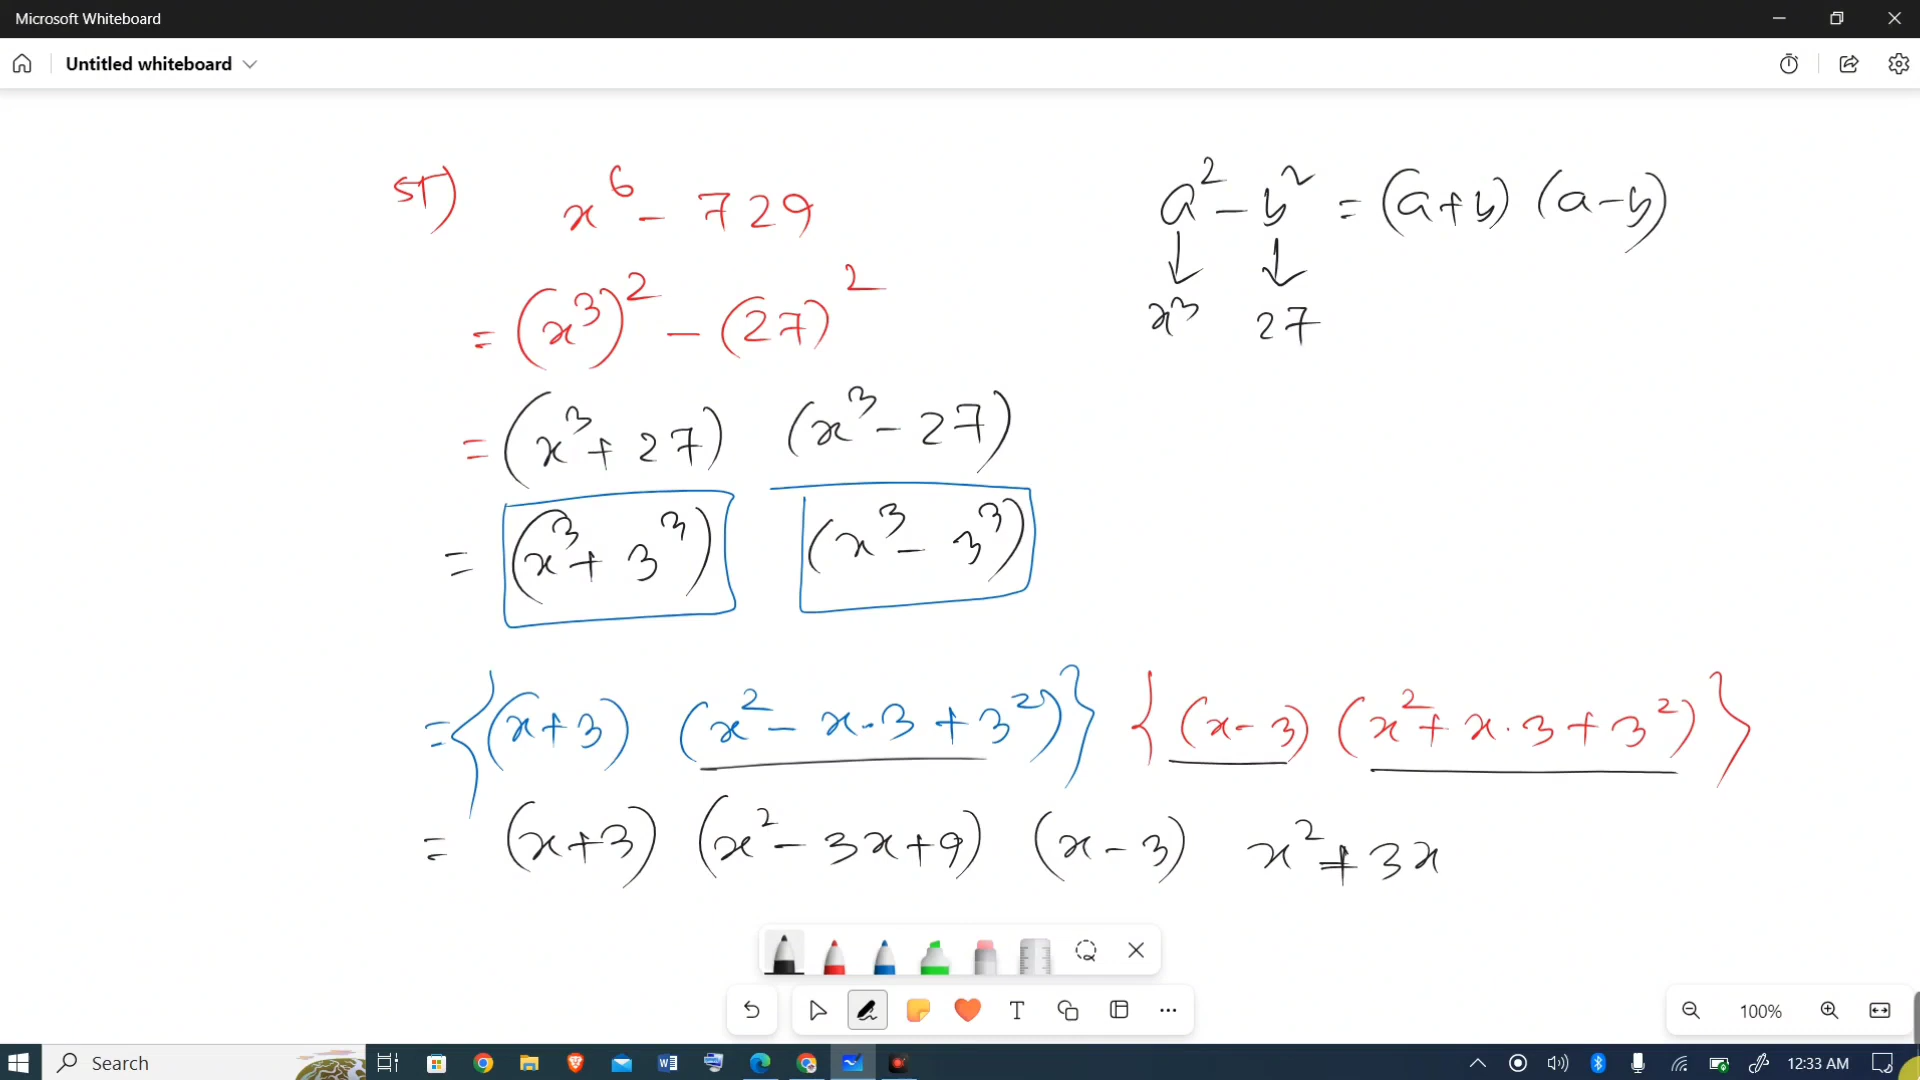 Microsoft Whiteboard
Untitled whiteboard
57) x⁶ - 729
= (x³)² - (27)²
= (x³ + 27) (x³ - 27)
= (x³ + 3³) (x³ - 3³)
= {(x+3) (x² - x·3 + 3²)} {(x-3) (x² + x·3 + 3²)}
= (x+3) (x² - 3x + 9) (x-3) x² + 3x
a² - b² = (a+b) (a-b)
↓ ↓
x³ 27
100%
Search
12:33 AM